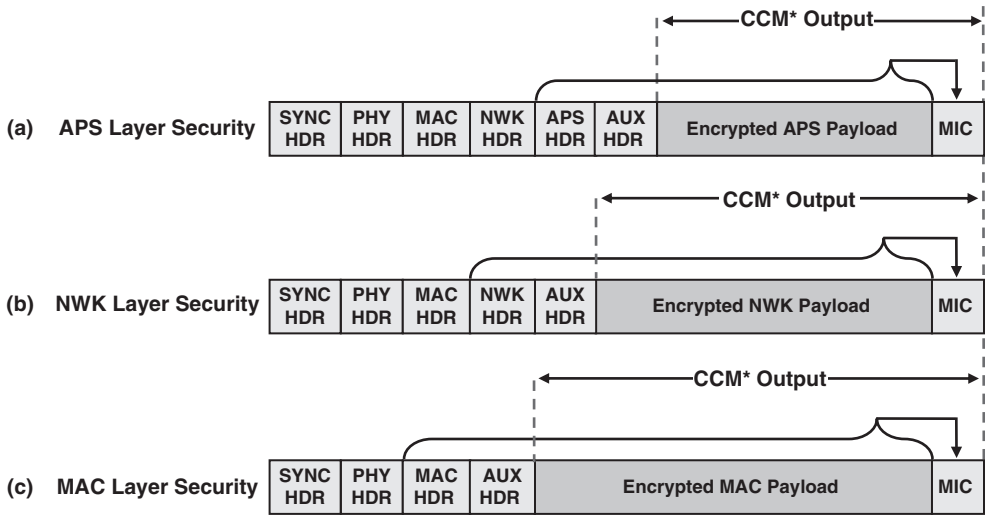 CCM* Output
(a) APS Layer Security
SYNC HDR
PHY HDR
MAC HDR
NWK HDR
APS HDR
AUX HDR
Encrypted APS Payload
MIC
CCM* Output
(b) NWK Layer Security
SYNC HDR
PHY HDR
MAC HDR
NWK HDR
AUX HDR
Encrypted NWK Payload
MIC
CCM* Output
(c) MAC Layer Security
SYNC HDR
PHY HDR
MAC HDR
AUX HDR
Encrypted MAC Payload
MIC